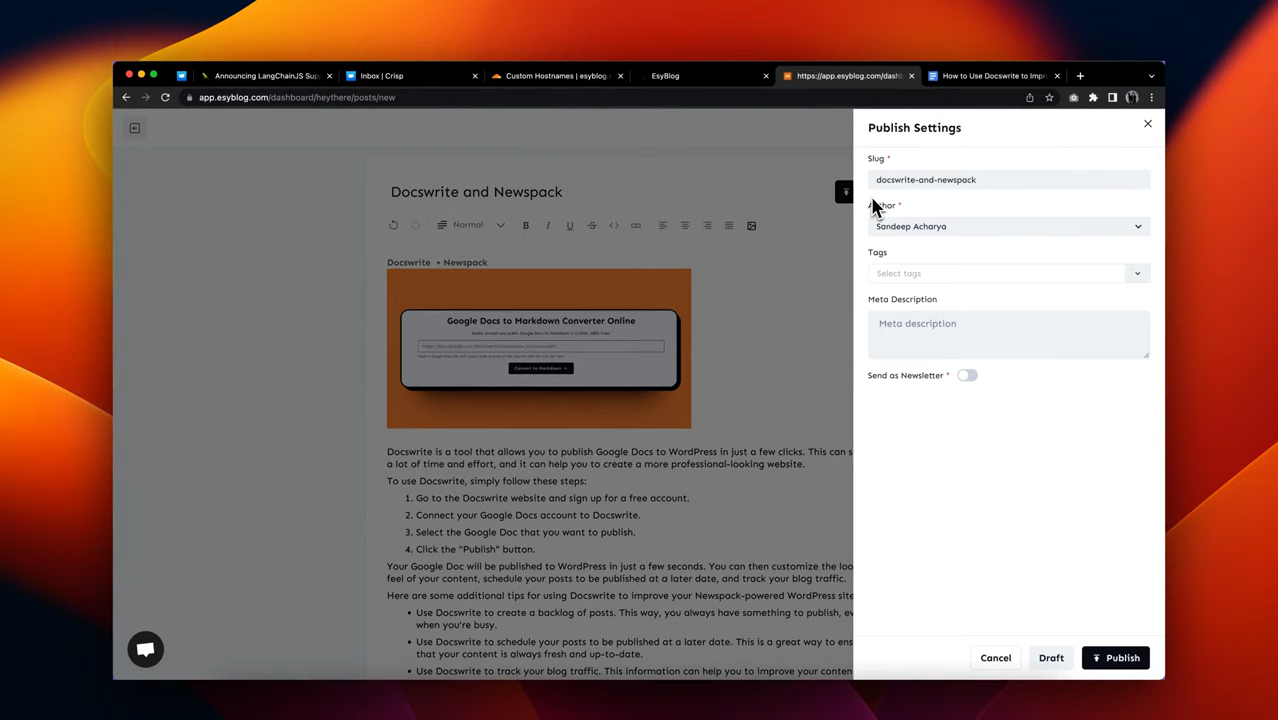 Announcing LangChainJS Sup
Inbox | Crisp
Custom Hostnames | esyblog.
EsyBlog
https://app.esyblog.com/dashb
How to Use Docswrite to Impr
app.esyblog.com/dashboard/heythere/posts/new
Docswrite and Newspack
Normal
Docswrite + Newspack
Google Docs to Markdown Converter Online
Convert to Markdown
Docswrite is a tool that allows you to publish Google Docs to WordPress in just a few clicks. This can s
a lot of time and effort, and it can help you to create a more professional-looking website.
To use Docswrite, simply follow these steps:
1. Go to the Docswrite website and sign up for a free account.
2. Connect your Google Docs account to Docswrite.
3. Select the Google Doc that you want to publish.
4. Click the "Publish" button.
Your Google Doc will be published to WordPress in just a few seconds. You can then customize the loo
feel of your content, schedule your posts to be published at a later date, and track your blog traffic.
Here are some additional tips for using Docswrite to improve your Newspack-powered WordPress site
• Use Docswrite to create a backlog of posts. This way, you always have something to publish, ev
when you're busy.
• Use Docswrite to schedule your posts to be published at a later date. This is a great way to ens
that your content is always fresh and up-to-date.
• Use Docswrite to track your blog traffic. This information can help you to improve your content
Publish Settings
Slug *
docswrite-and-newspack
Author *
Sandeep Acharya
Tags
Select tags
Meta Description
Meta description
Send as Newsletter *
Cancel
Draft
Publish